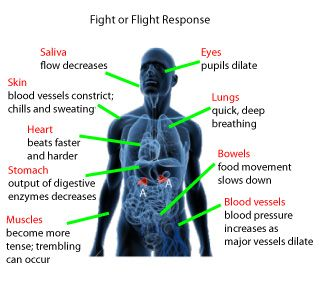 Fight or Flight Response
Saliva
flow decreases
Eyes
pupils dilate
Skin
blood vessels constrict;
chills and sweating
Lungs
quick, deep
breathing
Heart
beats faster
and harder
Stomach
output of digestive
enzymes decreases
Bowels
food movement
slows down
A
A
Blood vessels
blood pressure
increases as
major vessels dilate
Muscles
become more
tense; trembling
can occur